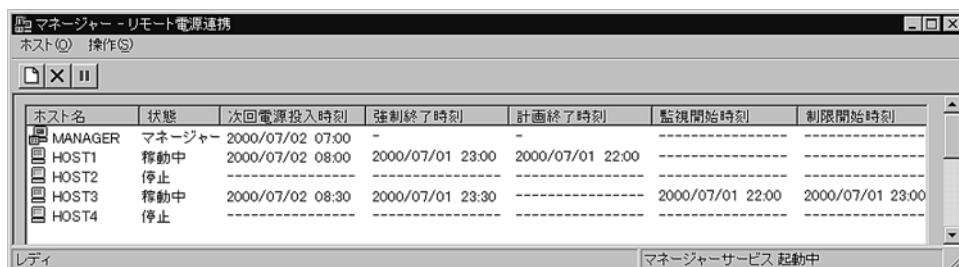 マネージャー - リモート電源連携
ホスト(O) 操作(S)
ホスト名 状態 次回電源投入時刻 強制終了時刻 計画終了時刻 監視開始時刻 制限開始時刻
MANAGER マネージャー 2000/07/02 07:00 - - ---------------- ----------------
HOST1 稼動中 2000/07/02 08:00 2000/07/01 23:00 2000/07/01 22:00 ---------------- ----------------
HOST2 停止 ---------------- ---------------- ---------------- ---------------- ----------------
HOST3 稼動中 2000/07/02 08:30 2000/07/01 23:30 ---------------- 2000/07/01 22:00 2000/07/01 23:00
HOST4 停止 ---------------- ---------------- ---------------- ---------------- ----------------
レディ マネージャーサービス 起動中